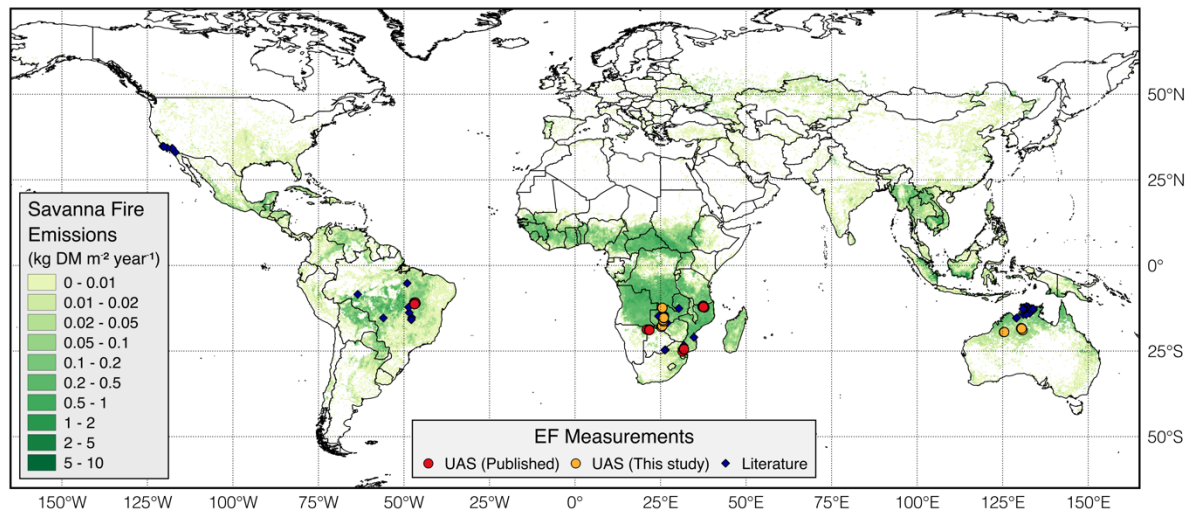 50°N
25°N
0°
25°S
50°S
Savanna Fire
Emissions
(kg DM m⁻² year⁻¹)
0 - 0.01
0.01 - 0.02
0.02 - 0.05
0.05 - 0.1
0.1 - 0.2
0.2 - 0.5
0.5 - 1
1 - 2
2 - 5
5 - 10
EF Measurements
UAS (Published) UAS (This study) Literature
150°W 125°W 100°W 75°W 50°W 25°W 0° 25°E 50°E 75°E 100°E 125°E 150°E